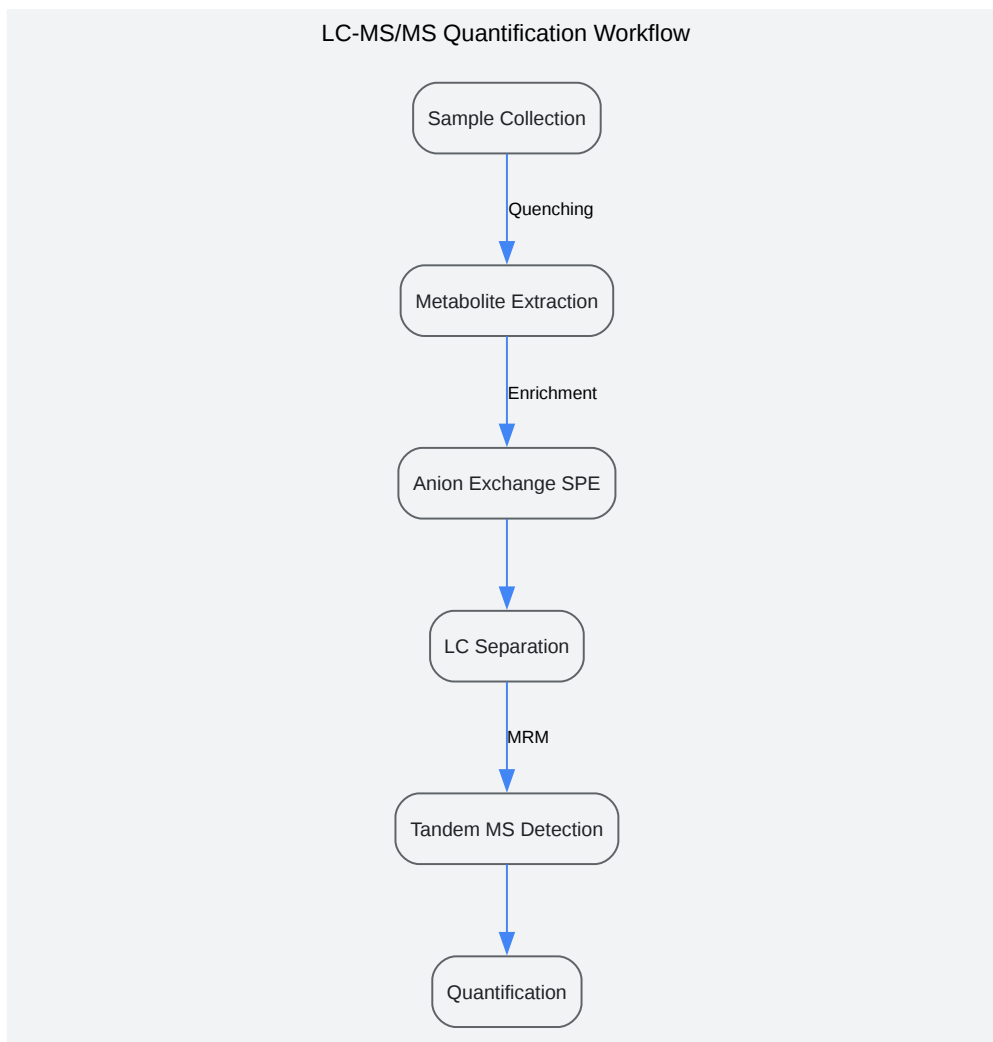 LC-MS/MS Quantification Workflow
Sample Collection
Quenching
Metabolite Extraction
Enrichment
Anion Exchange SPE
LC Separation
MRM
Tandem MS Detection
Quantification